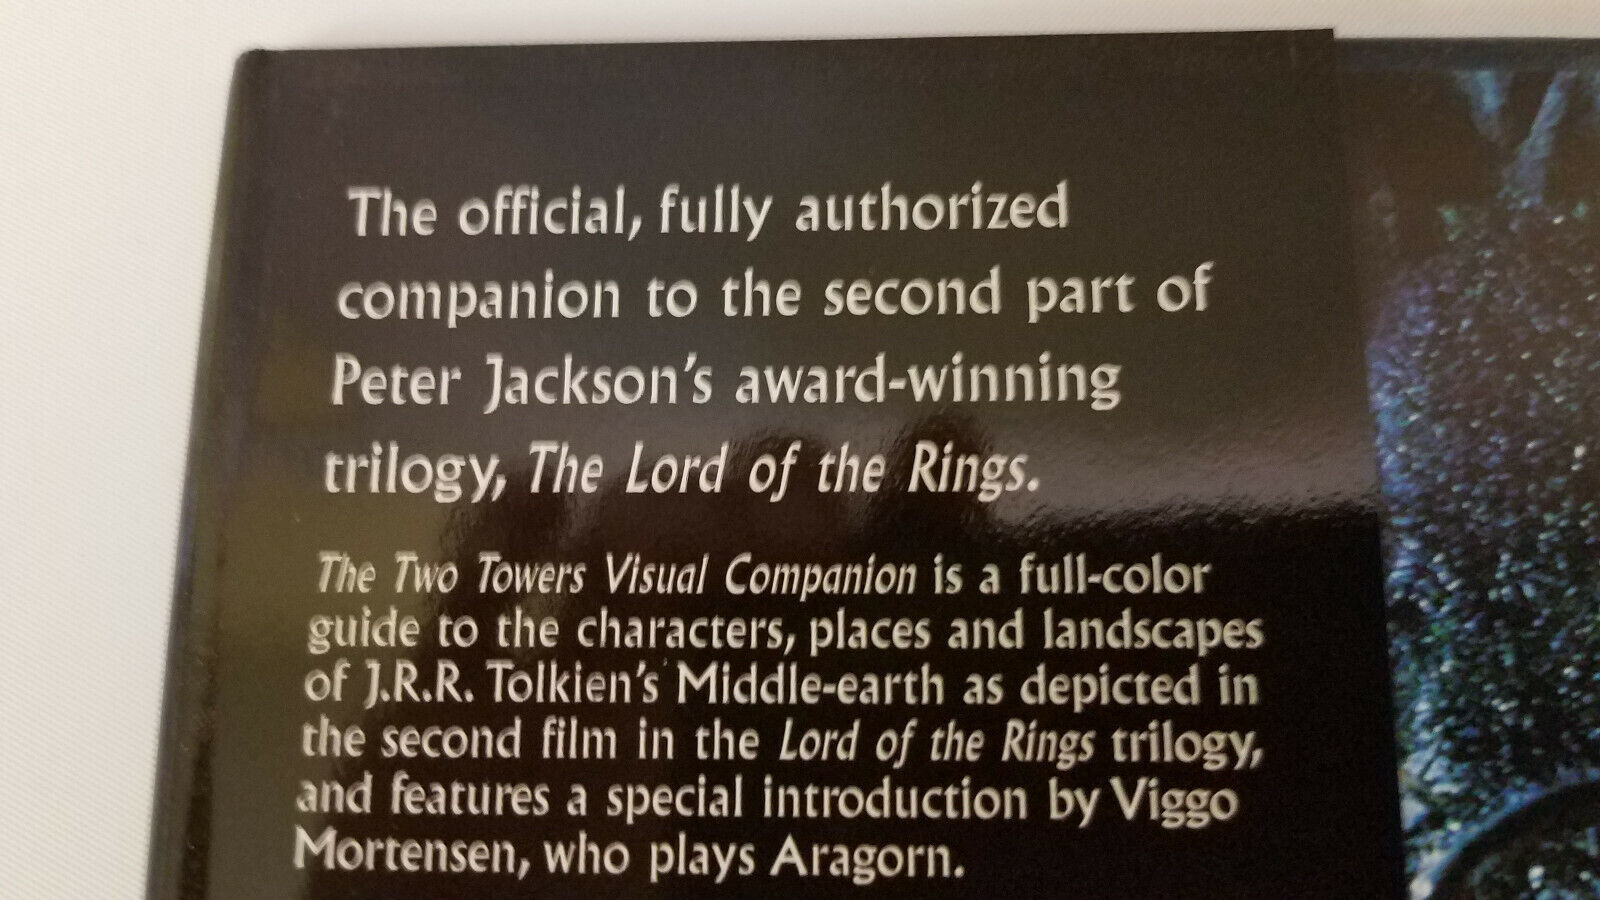 The official, fully authorized
companion to the second part of
Peter Jackson's award-winning
trilogy, The Lord of the Rings.
The Two Towers Visual Companion is a full-color
guide to the characters, places and landscapes
of J.R.R. Tolkien's Middle-earth as depicted in
the second film in the Lord of the Rings trilogy,
and features a special introduction by Viggo
Mortensen, who plays Aragorn.